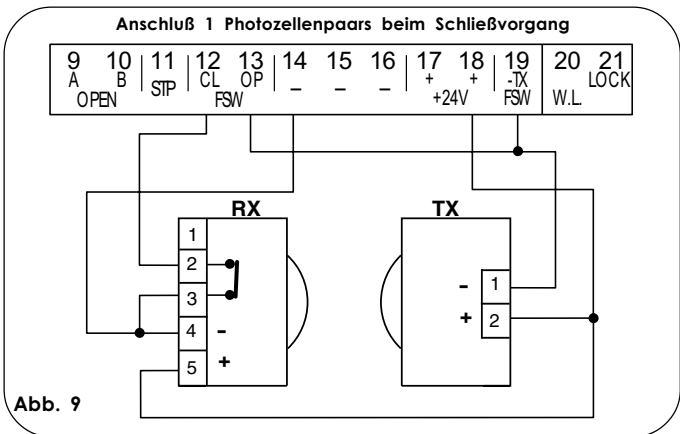 Anschluß 1 Photozellenpaars beim Schließvorgang
9 10 11 12 13 14 15 16 17 18 19 20 21
A B STP CL OP – – – + + -TX W.L. LOCK
OPEN FSW +24V FSW
RX TX
1
2
3
4 -
5 +
- 1
+ 2
Abb. 9